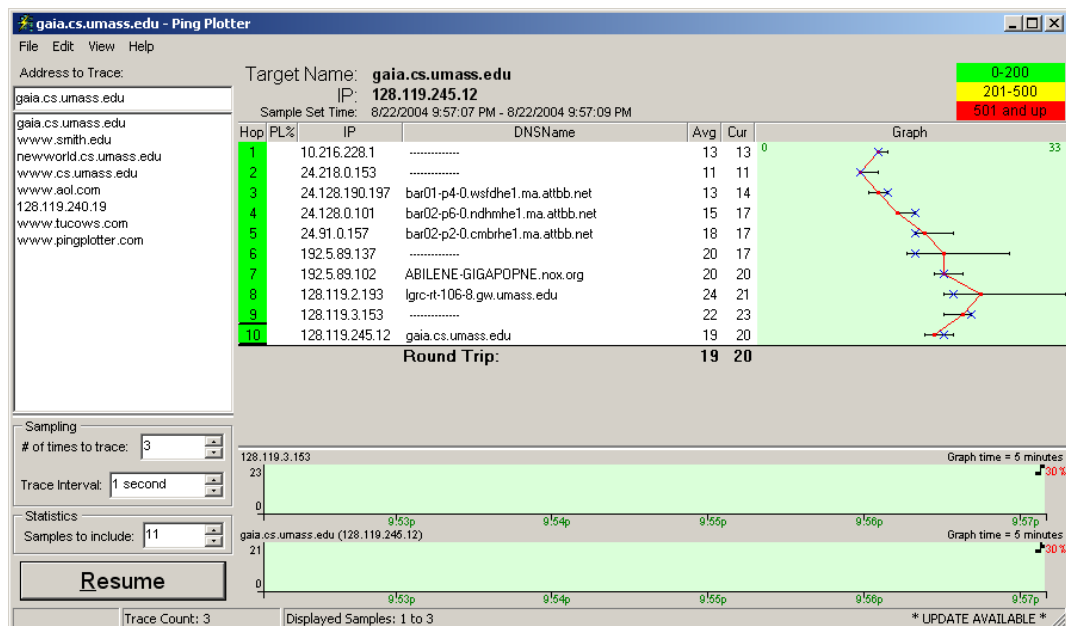 gaia.cs.umass.edu - Ping Plotter
File Edit View Help
Address to Trace:
gaia.cs.umass.edu
gaia.cs.umass.edu
www.smith.edu
newworld.cs.umass.edu
www.cs.umass.edu
www.aol.com
128.119.240.19
www.tucows.com
www.pingplotter.com
Sampling
# of times to trace: 3
Trace Interval: 1 second
Statistics
Samples to include: 11
Resume
Target Name: gaia.cs.umass.edu
IP: 128.119.245.12
Sample Set Time: 8/22/2004 9:57:07 PM - 8/22/2004 9:57:09 PM
0-200
201-500
501 and up
Hop PL% IP DNSName Avg Cur Graph
0 33
1 10.216.228.1 ------------- 13 13
2 24.218.0.153 ------------- 11 11
3 24.128.190.197 bar01-p4-0.wsfdhe1.ma.attbb.net 13 14
4 24.128.0.101 bar02-p6-0.ndhmhe1.ma.attbb.net 15 17
5 24.91.0.157 bar02-p2-0.cmbrhe1.ma.attbb.net 18 17
6 192.5.89.137 ------------- 20 17
7 192.5.89.102 ABILENE-GIGAPOPNE.nox.org 20 20
8 128.119.2.193 lgrc-rt-106-8.gw.umass.edu 24 21
9 128.119.3.153 ------------- 22 23
10 128.119.245.12 gaia.cs.umass.edu 19 20
Round Trip: 19 20
128.119.3.153 Graph time = 5 minutes
23 30%
0
9:53p 9:54p 9:55p 9:56p 9:57p
gaia.cs.umass.edu (128.119.245.12) Graph time = 5 minutes
21 30%
0
9:53p 9:54p 9:55p 9:56p 9:57p
Trace Count: 3 Displayed Samples: 1 to 3 * UPDATE AVAILABLE *